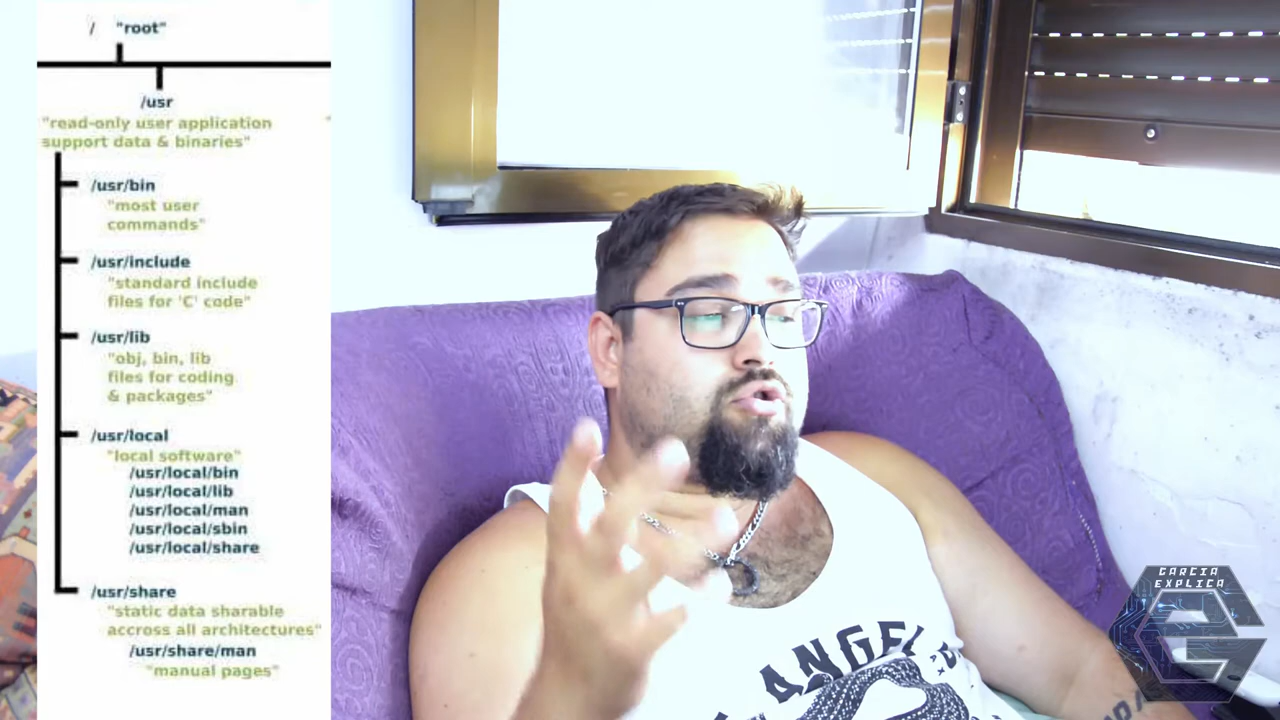 / "root"
/usr
"read-only user application
support data & binaries"
/usr/bin
"most user
commands"
/usr/include
"standard include
files for 'C' code"
/usr/lib
"obj, bin, lib
files for coding
& packages"
/usr/local
"local software"
/usr/local/bin
/usr/local/lib
/usr/local/man
/usr/local/sbin
/usr/local/share
/usr/share
"static data sharable
accross all architectures"
/usr/share/man
"manual pages"
GARCIA
EXPLICA